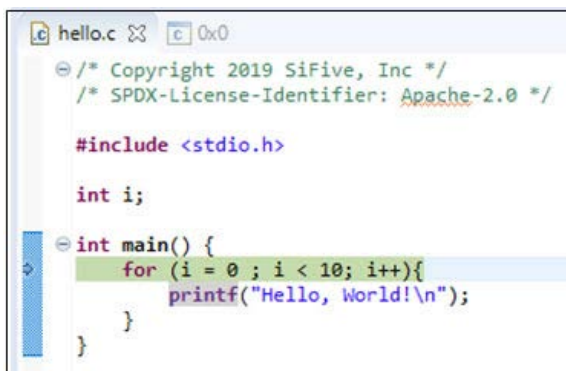 hello.c 0x0
/* Copyright 2019 SiFive, Inc */
/* SPDX-License-Identifier: Apache-2.0 */
#include <stdio.h>
int i;
int main() {
for (i = 0 ; i < 10; i++){
printf("Hello, World!\n");
}
}